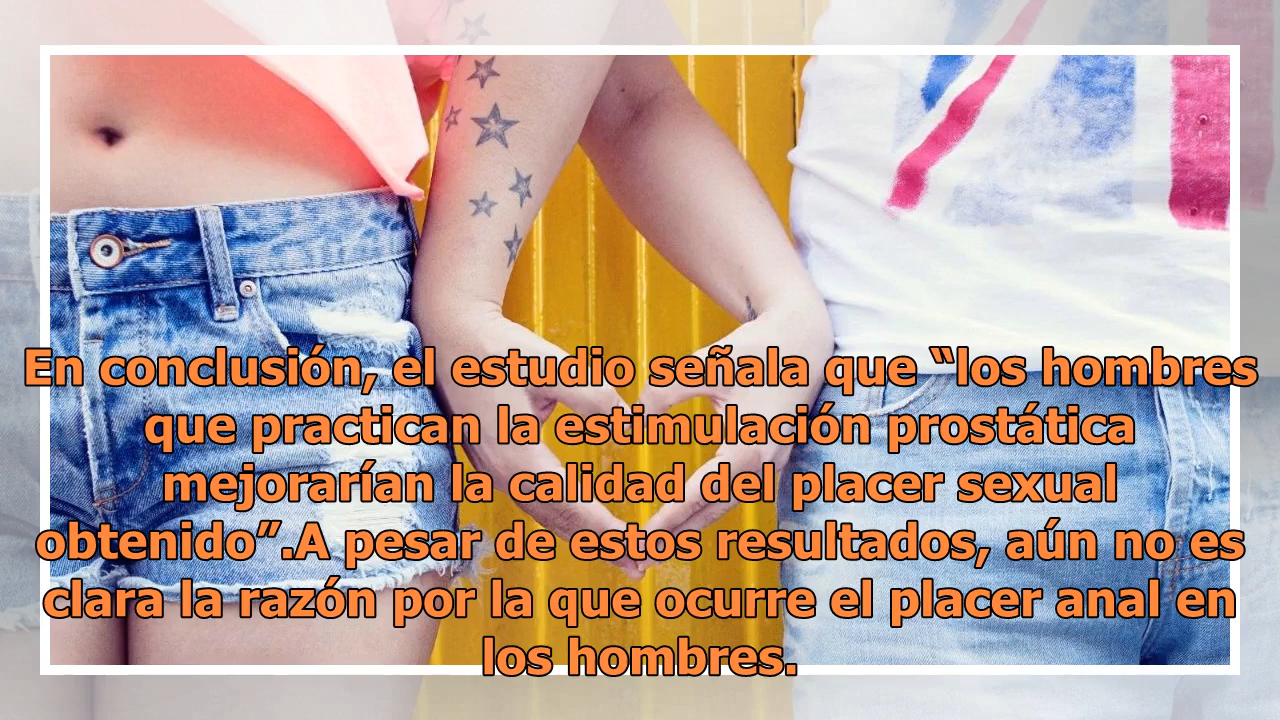 En conclusión, el estudio señala que “los hombres
que practican la estimulación prostática
mejorarían la calidad del placer sexual
obtenido”.A pesar de estos resultados, aún no es
clara la razón por la que ocurre el placer anal en
los hombres.